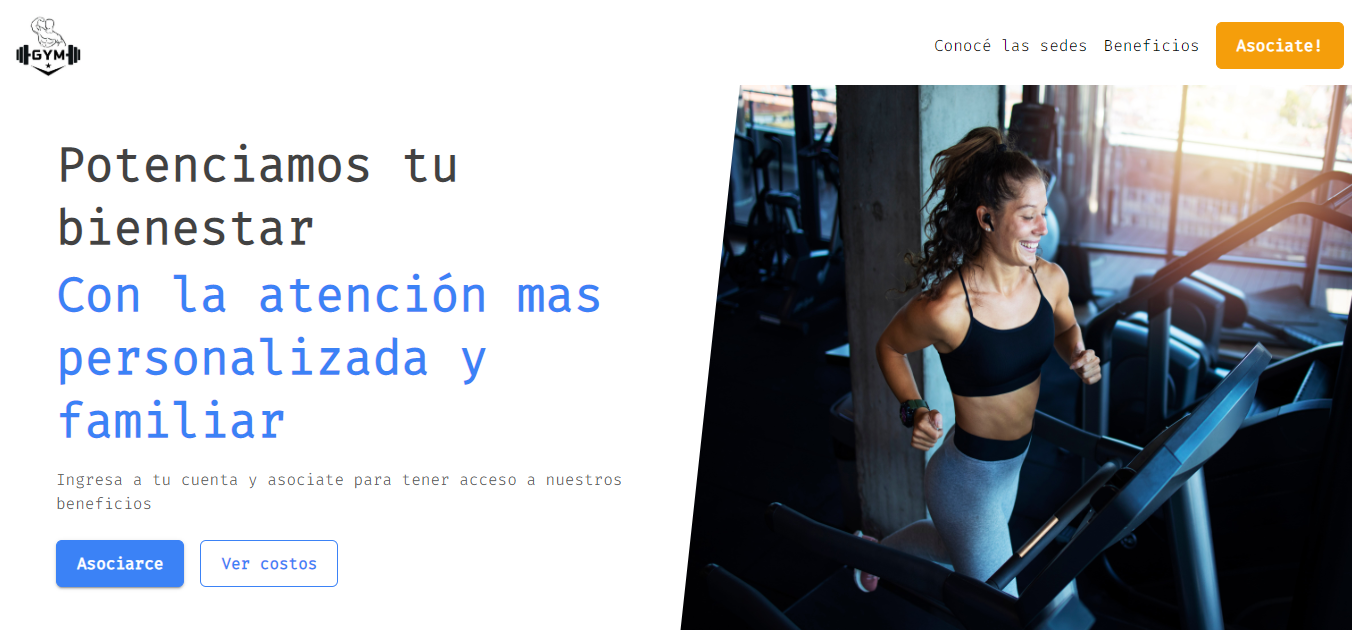 GYM
Conocé las sedes Beneficios Asociate!
Potenciamos tu
bienestar
Con la atención mas
personalizada y
familiar
Ingresa a tu cuenta y asociate para tener acceso a nuestros
beneficios
Asociarce Ver costos